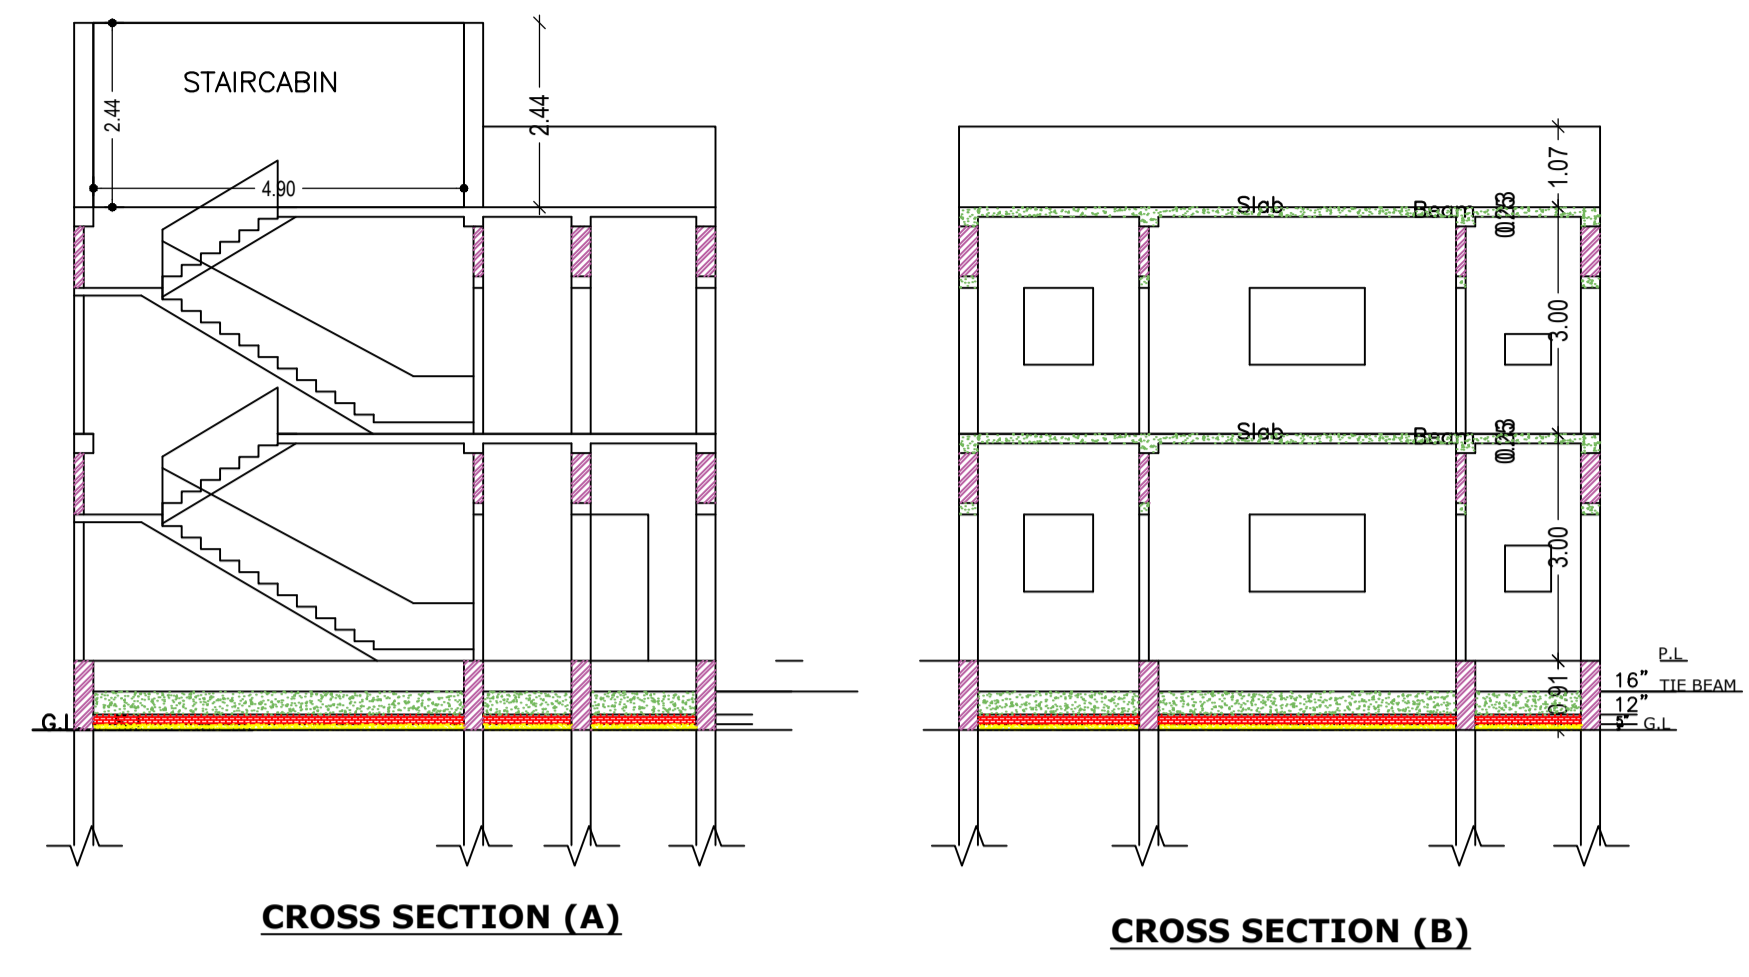 STAIRCABIN
2.44
2.44
4.90
G.L
CROSS SECTION (A)
1.07
Slab
Beam
3.00
Slab
Beam
3.00
0.91
P.L
16”
TIE BEAM
12”
G.L
CROSS SECTION (B)